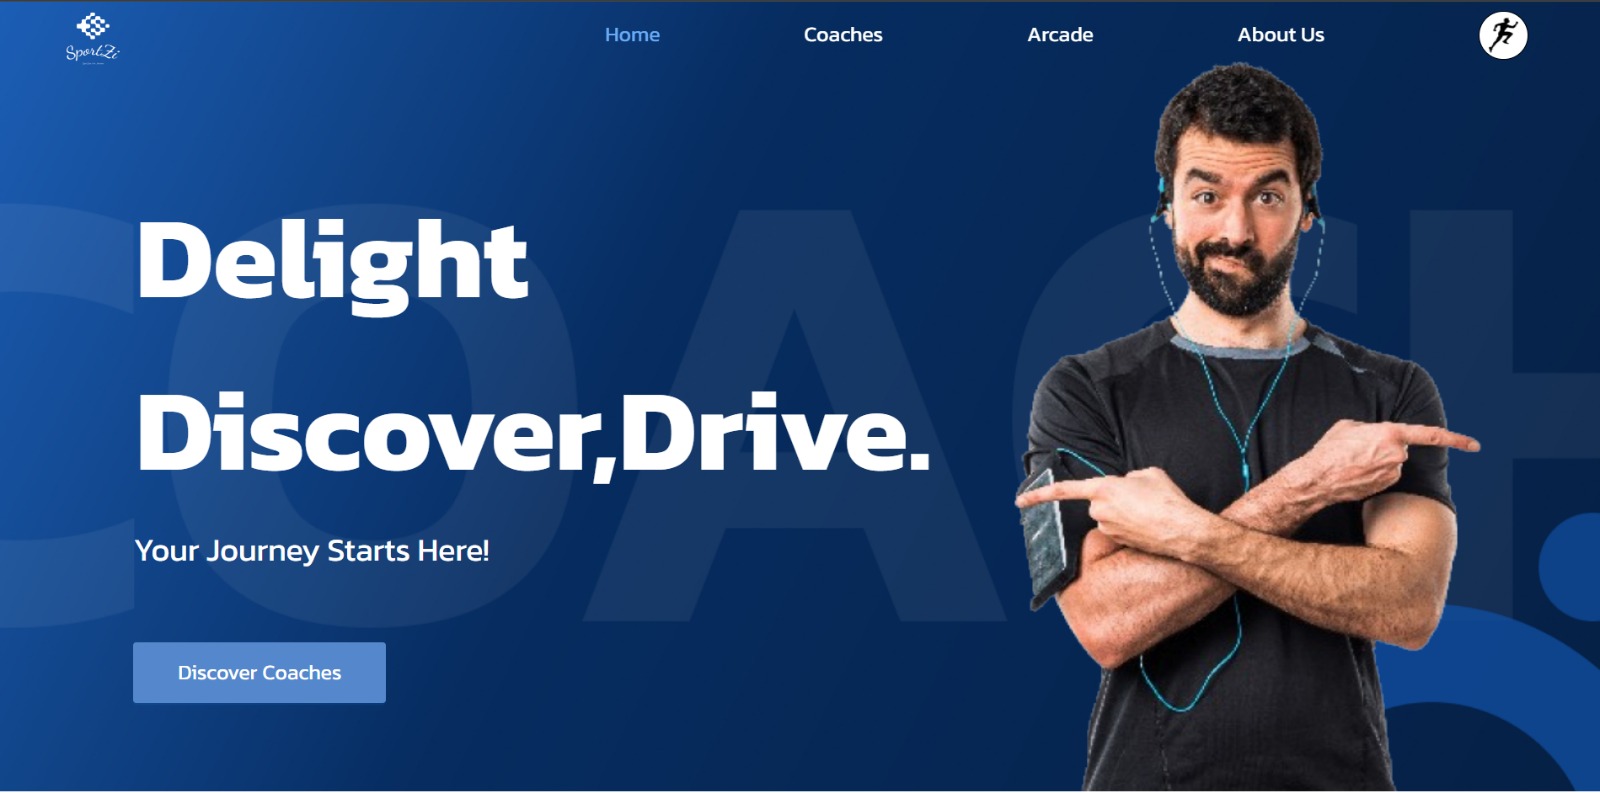 SportZi
Home
Coaches
Arcade
About Us
COACH
Delight
Discover,Drive.
Your Journey Starts Here!
Discover Coaches